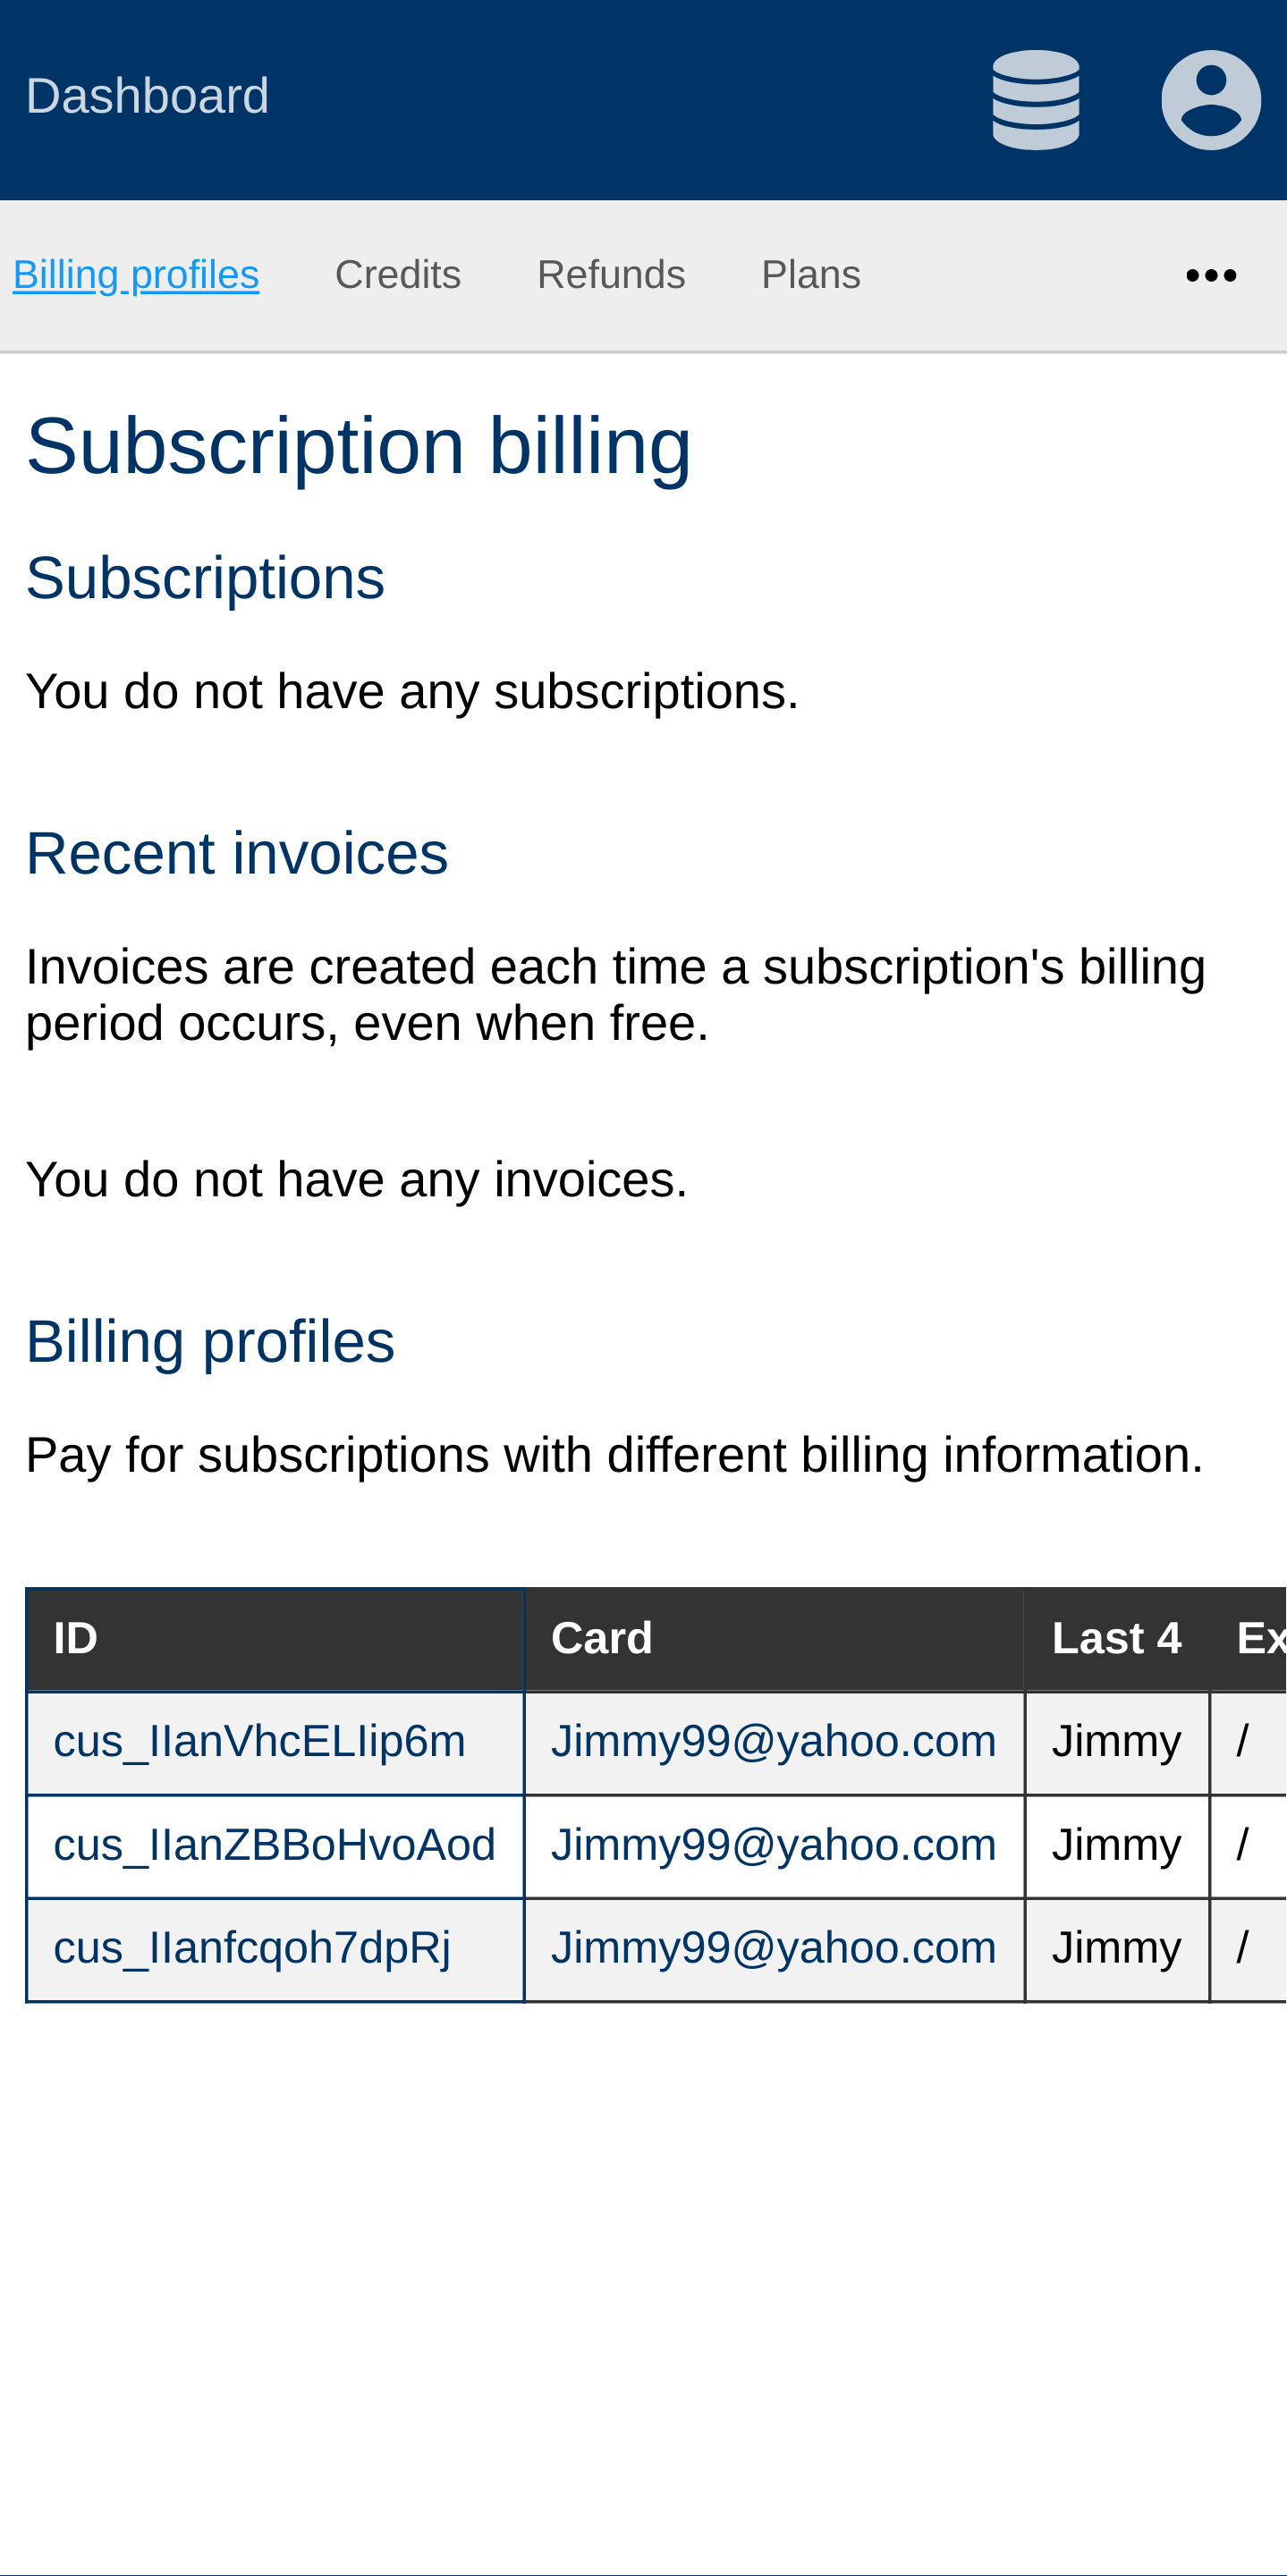 Dashboard
Billing profiles Credits Refunds Plans
Subscription billing
Subscriptions
You do not have any subscriptions.
Recent invoices
Invoices are created each time a subscription's billing
period occurs, even when free.
You do not have any invoices.
Billing profiles
Pay for subscriptions with different billing information.
ID Card Last 4 Ex
cus_IIanVhcELIip6m Jimmy99@yahoo.com Jimmy /
cus_IIanZBBoHvoAod Jimmy99@yahoo.com Jimmy /
cus_IIanfcqoh7dpRj Jimmy99@yahoo.com Jimmy /